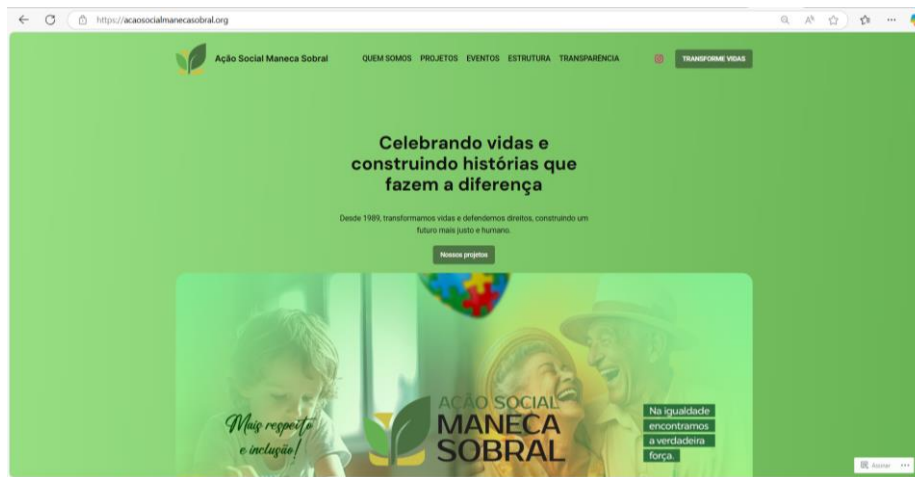 https://acaosocialmanecasobral.org
Ação Social Maneca Sobral
QUEM SOMOS PROJETOS EVENTOS ESTRUTURA TRANSPARÊNCIA
TRANSFORME VIDAS
Celebrando vidas e
construindo histórias que
fazem a diferença
Desde 1989, transformamos vidas e defendemos direitos, construindo um
futuro mais justo e humano.
Nossos projetos
Mais respeito
e inclusão!
AÇÃO SOCIAL
MANECA
SOBRAL
Na igualdade
encontramos
a verdadeira
força.
Assinar